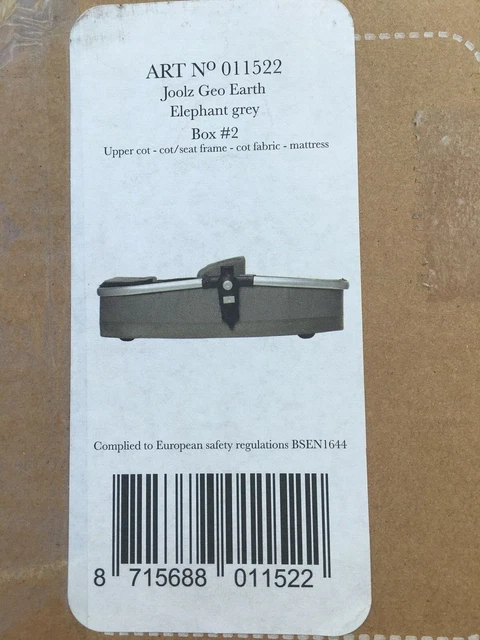 ART Nº 011522
Joolz Geo Earth
Elephant grey
Box #2
Upper cot - cot/seat frame - cot fabric - mattress
Complied to European safety regulations BSEN1644
8 715688 011522